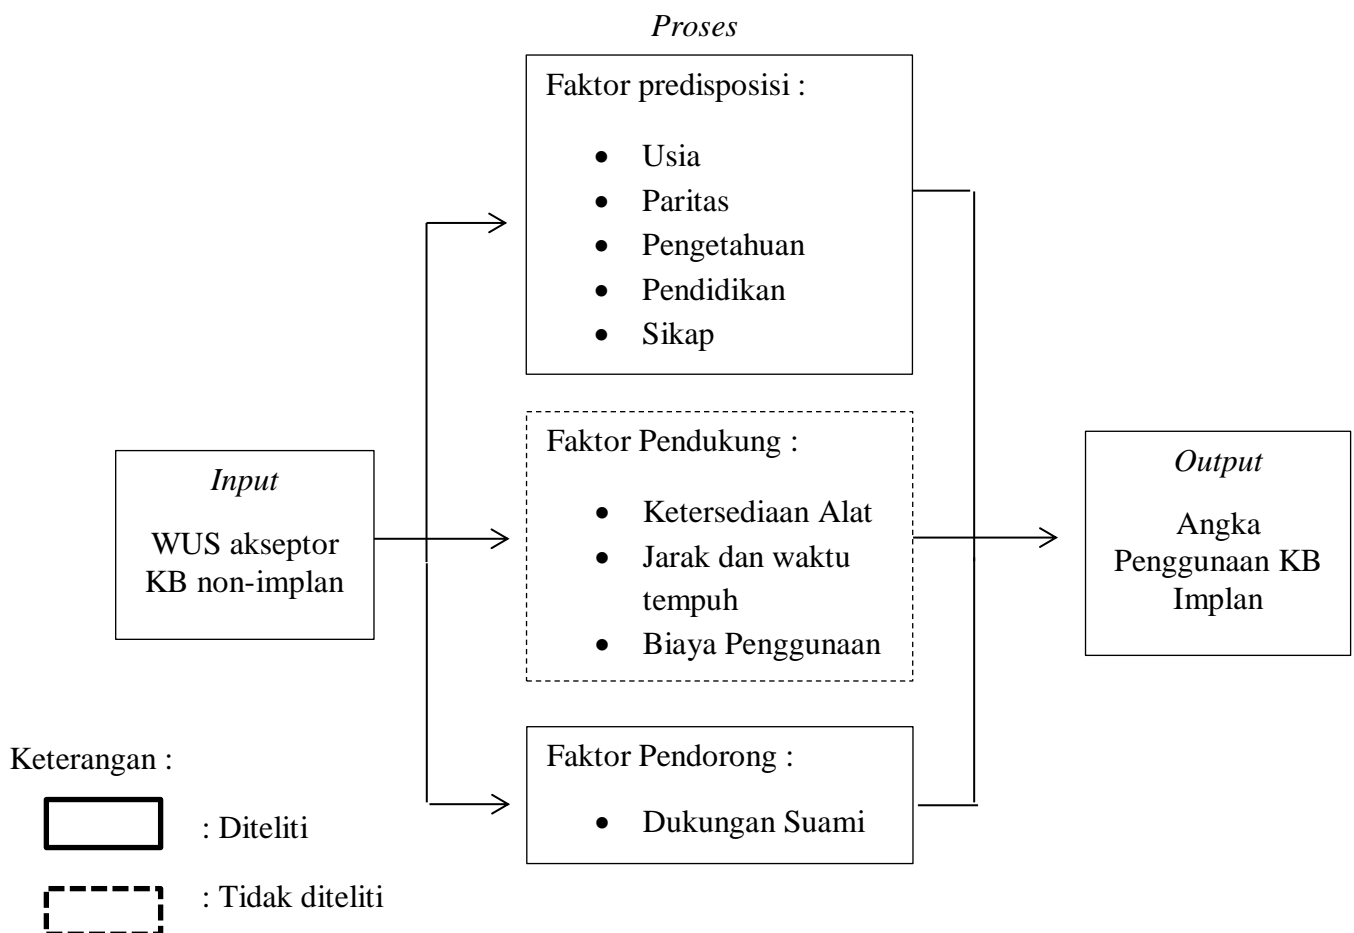 Proses
Faktor predisposisi :
• Usia
• Paritas
• Pengetahuan
• Pendidikan
• Sikap
Input
WUS akseptor
KB non-implan
Faktor Pendukung :
• Ketersediaan Alat
• Jarak dan waktu
tempuh
• Biaya Penggunaan
Output
Angka
Penggunaan KB
Implan
Faktor Pendorong :
• Dukungan Suami
Keterangan :
: Diteliti
: Tidak diteliti